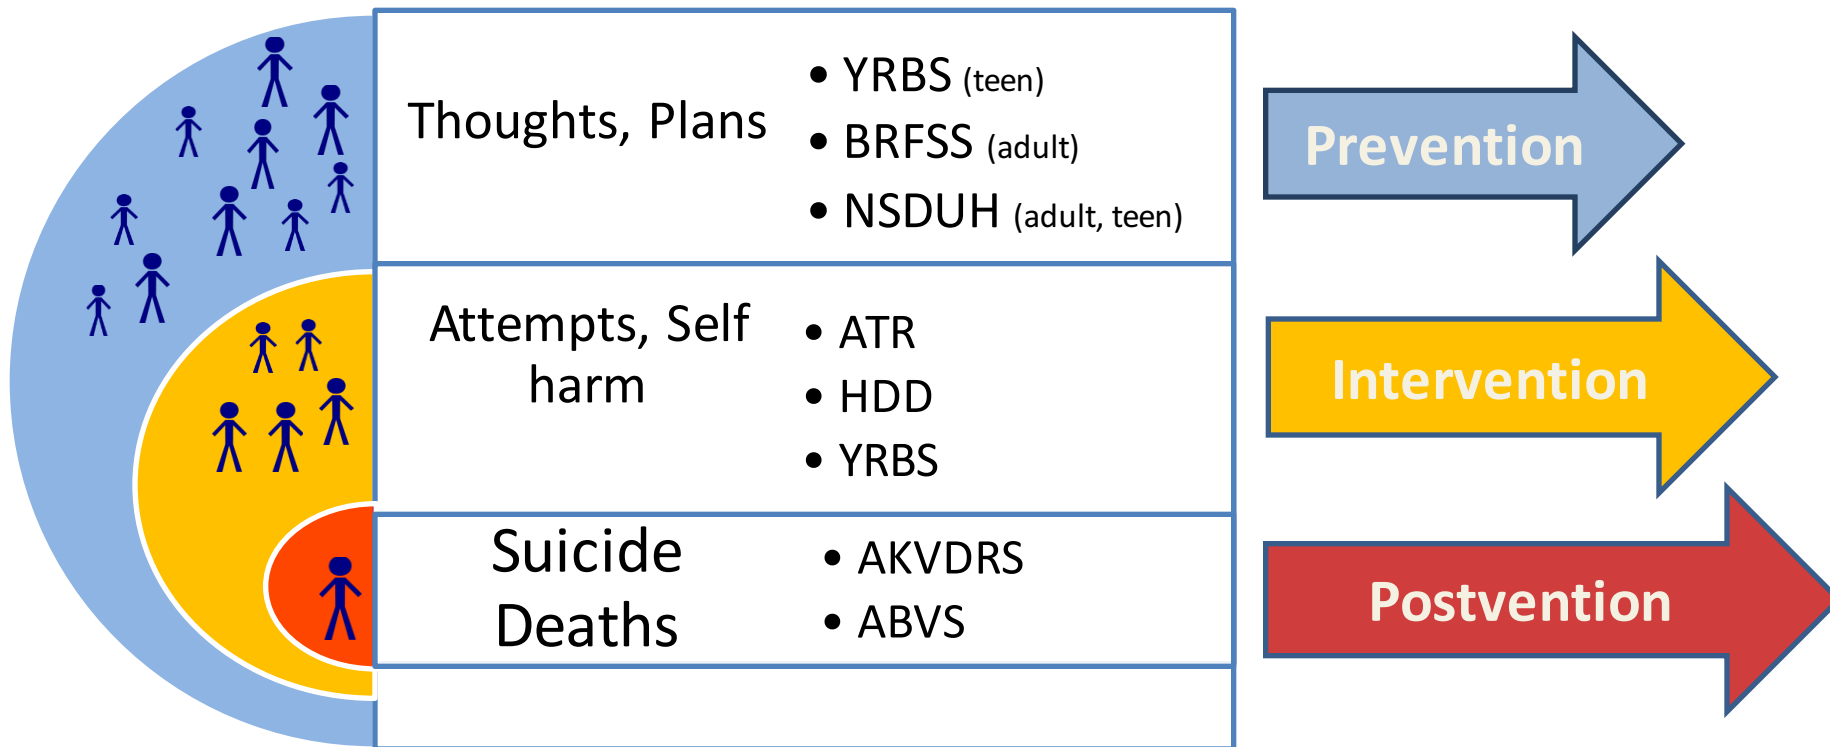 Thoughts, Plans
• YRBS (teen)
• BRFSS (adult)
• NSDUH (adult, teen)
Prevention
Attempts, Self
harm
• ATR
• HDD
• YRBS
Intervention
Suicide
Deaths
• AKVDRS
• ABVS
Postvention